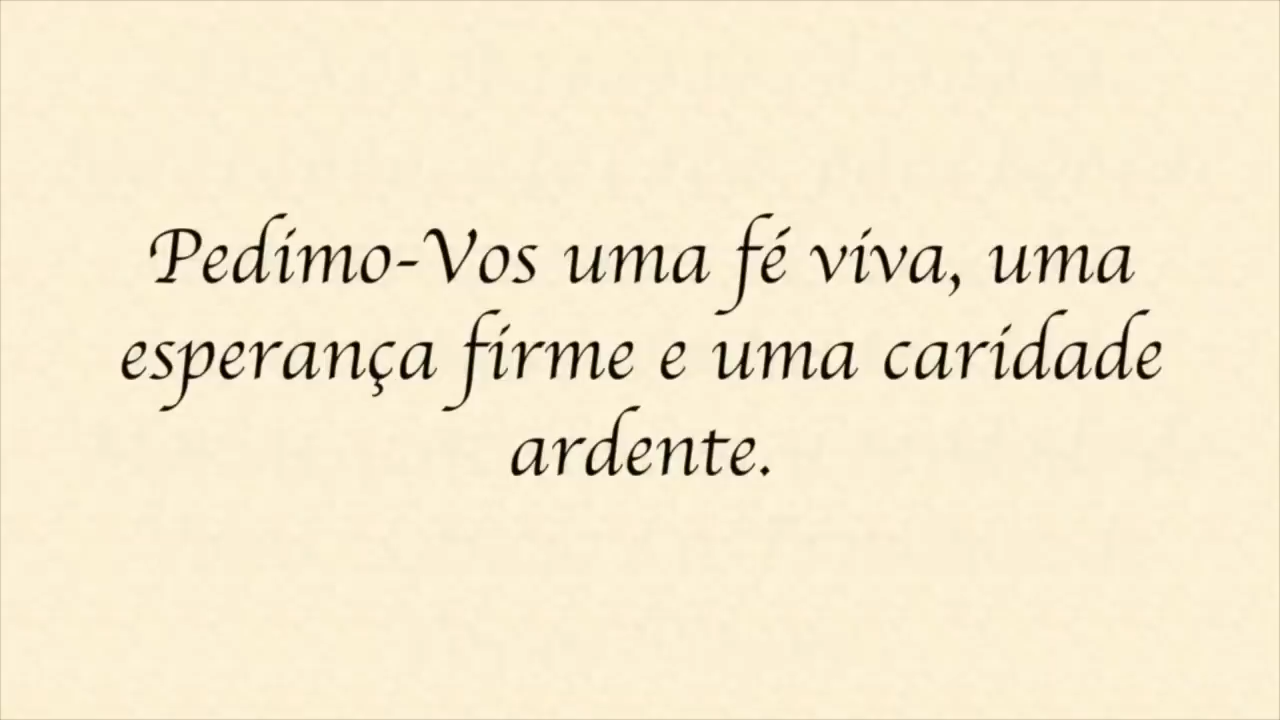 Pedimo-Vos uma fé viva, uma
esperança firme e uma caridade
ardente.